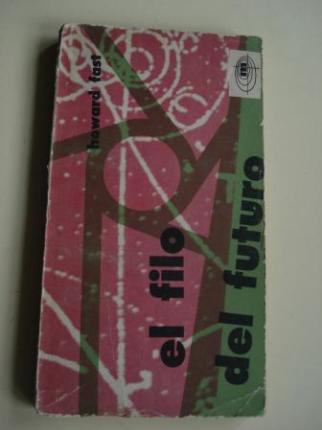 howard fast
el filo
del futuro
m